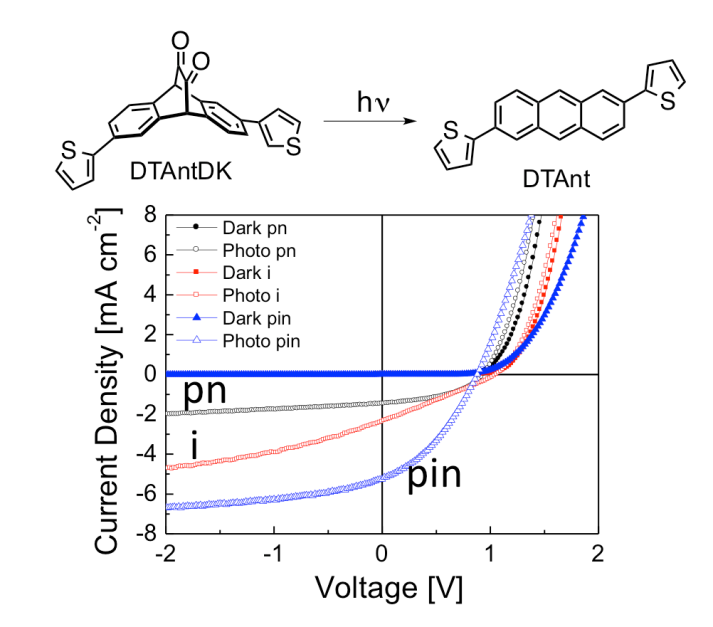 O
O
hν
S
S
S
S
DTAntDK
DTAnt
Current Density [mA cm-2]
8
6
4
2
0
-2
-4
-6
-8
Dark pn
Photo pn
Dark i
Photo i
Dark pin
Photo pin
pn
i
pin
-2
-1
0
1
2
Voltage [V]